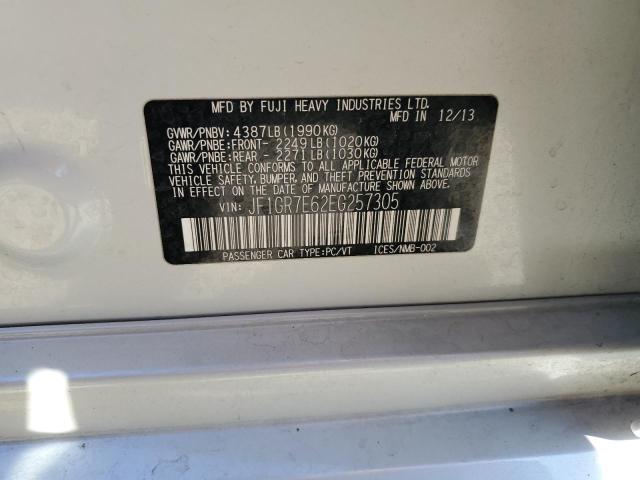 MFD BY FUJI HEAVY INDUSTRIES LTD.
MFD IN 12/13
GVWR/PNBV: 4387LB(1990KG)
GAWR/PNBE:FRONT- 2249LB(1020KG)
GAWR/PNBE:REAR - 2271LB(1030KG)
THIS VEHICLE CONFORMS TO ALL APPLICABLE FEDERAL MOTOR
VEHICLE SAFETY, BUMPER, AND THEFT PREVENTION STANDARDS
IN EFFECT ON THE DATE OF MANUFACTURE SHOWN ABOVE.
VIN: JF1GR7E62EG257305
PASSENGER CAR TYPE:PC/VT ICES/NMB-002